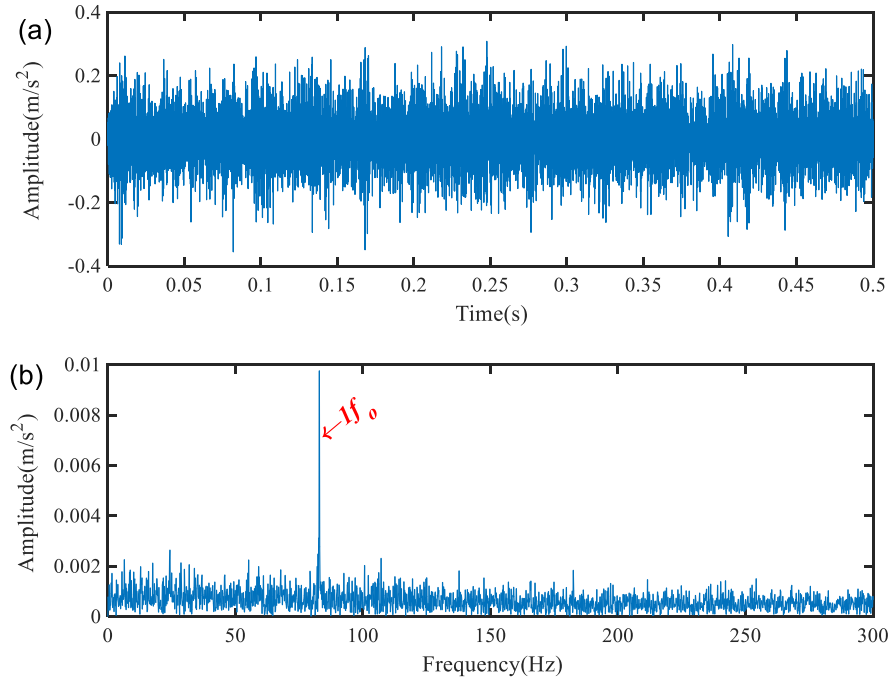 (a)
Amplitude(m/s²)
0.4
0.2
0
-0.2
-0.4
0 0.05 0.1 0.15 0.2 0.25 0.3 0.35 0.4 0.45 0.5
Time(s)
(b)
Amplitude(m/s²)
0.01
0.008
0.006
0.004
0.002
0
1fₒ
0 50 100 150 200 250 300
Frequency(Hz)